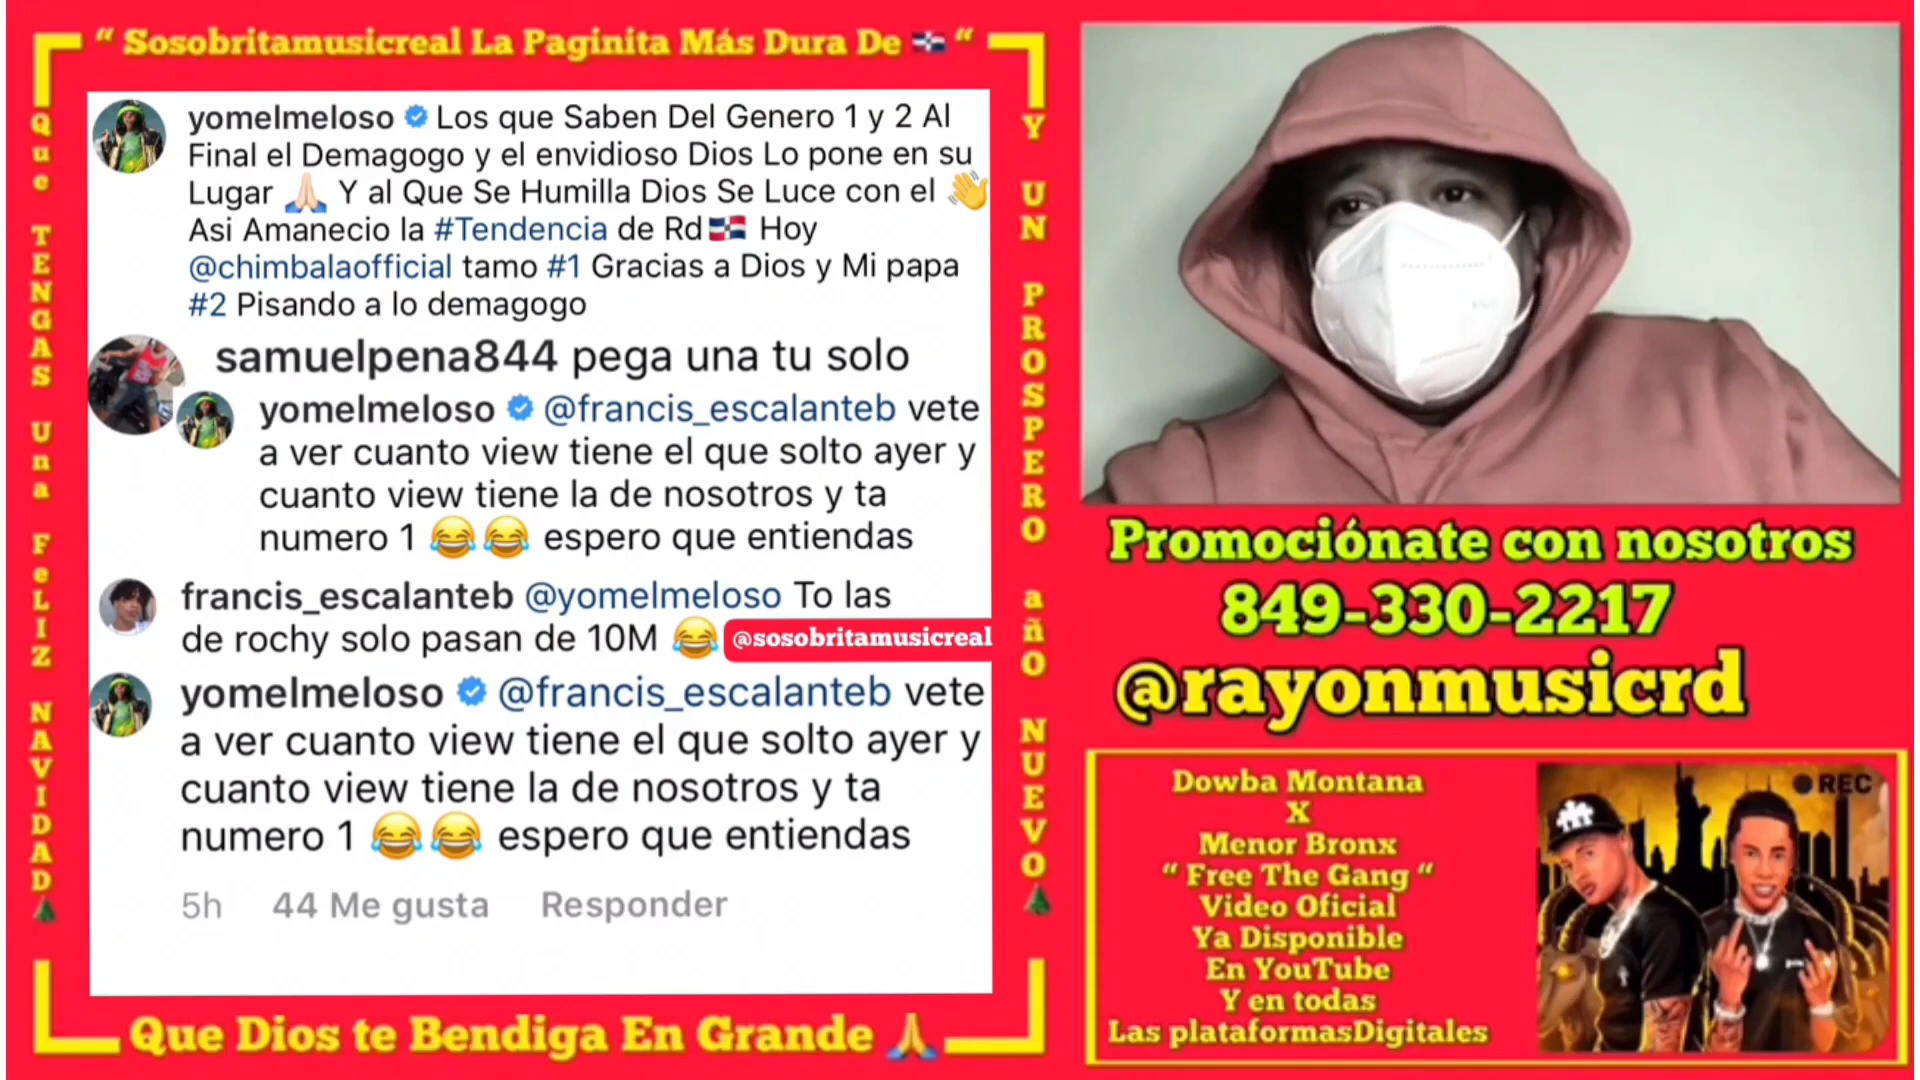 “ Sosobritamusicreal La Paginita Más Dura De 🇩🇴 “
Que TENGAS Una FeLIZ NAVIDAD🌲
yomelmeloso Los que Saben Del Genero 1 y 2 Al
Final el Demagogo y el envidioso Dios Lo pone en su
Lugar 🙏🏻 Y al Que Se Humilla Dios Se Luce con el 👋
Asi Amanecio la #Tendencia de Rd🇩🇴 Hoy
@chimbalaofficial tamo #1 Gracias a Dios y Mi papa
#2 Pisando a lo demagogo
samuelpena844 pega una tu solo
yomelmeloso @francis_escalanteb vete
a ver cuanto view tiene el que solto ayer y
cuanto view tiene la de nosotros y ta
numero 1 😂😂 espero que entiendas
francis_escalanteb @yomelmeloso To las
de rochy solo pasan de 10M 😂 @sosobritamusicreal
yomelmeloso @francis_escalanteb vete
a ver cuanto view tiene el que solto ayer y
cuanto view tiene la de nosotros y ta
numero 1 😂😂 espero que entiendas
5h 44 Me gusta Responder
Y UN PROSPERO año NUEVO🌲
Que Dios te Bendiga En Grande 🙏
Promociónate con nosotros
849-330-2217
@rayonmusicrd
Dowba Montana
X
Menor Bronx
“ Free The Gang “
Video Oficial
Ya Disponible
En YouTube
Y en todas
Las plataformasDigitales
REC